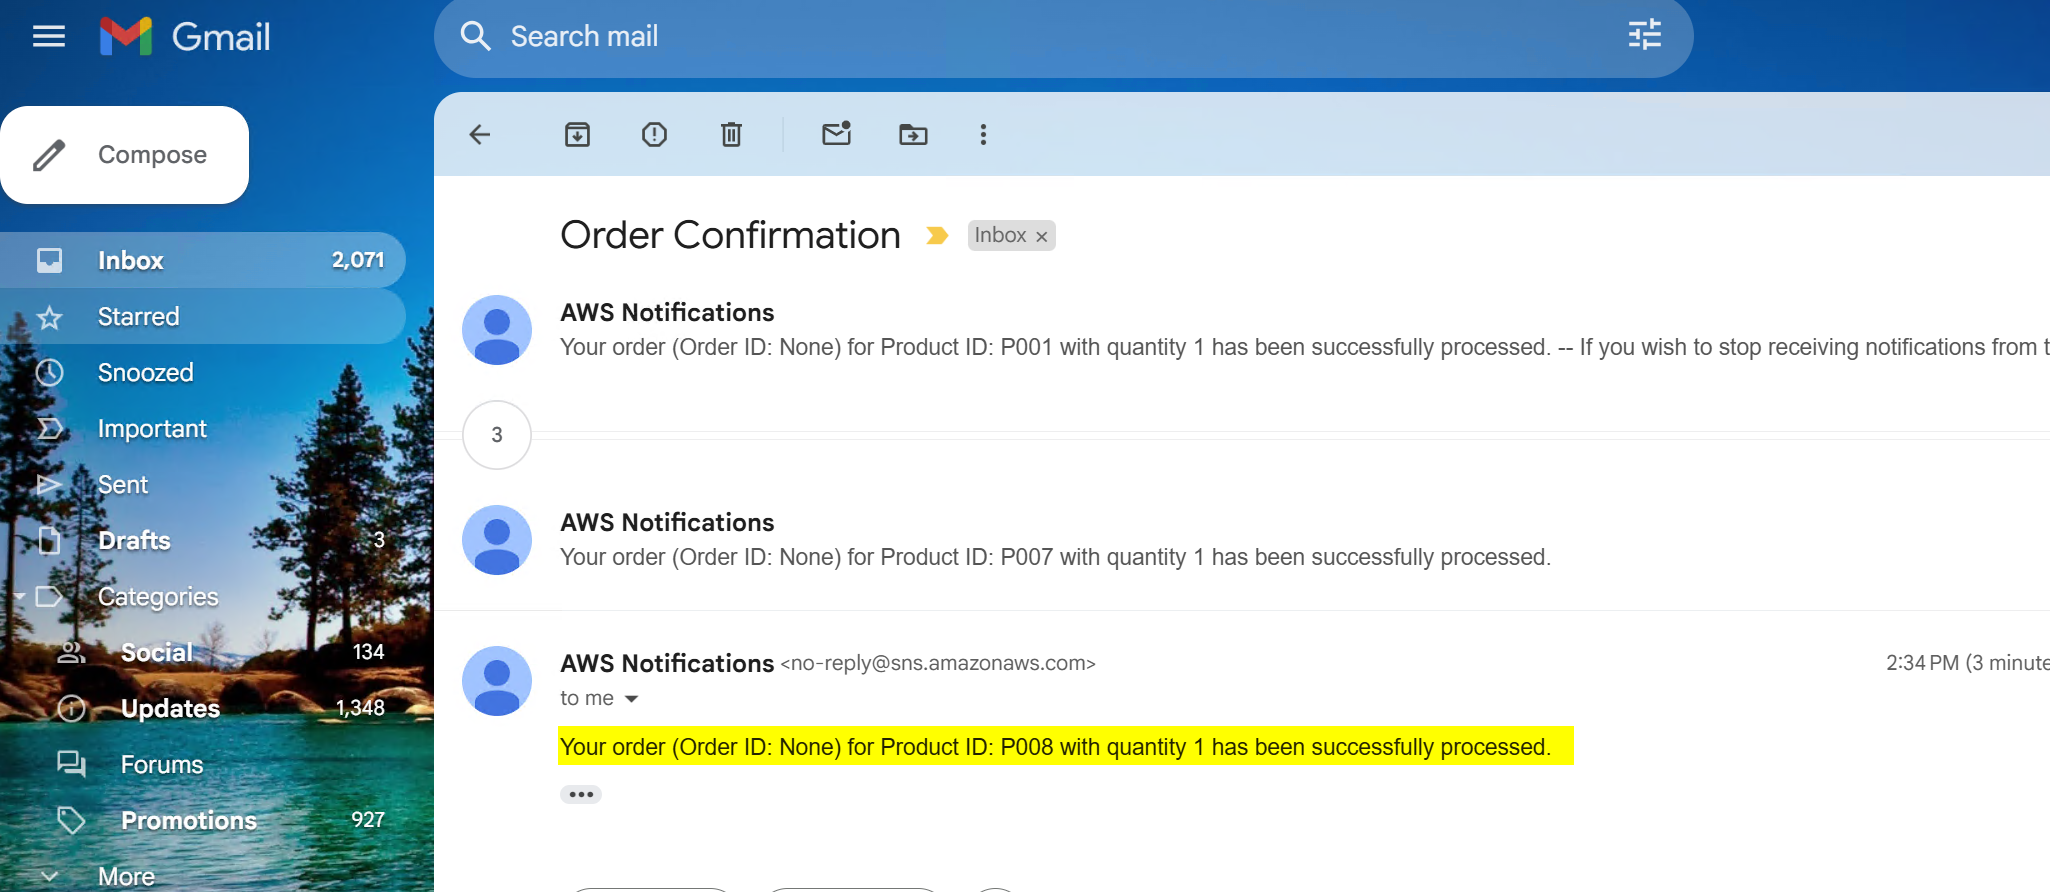 Gmail
Search mail
Compose
Inbox 2,071
Starred
Snoozed
Important
Sent
Drafts 3
Categories
Social 134
Updates 1,348
Forums
Promotions 927
More
Order Confirmation Inbox ×
AWS Notifications
Your order (Order ID: None) for Product ID: P001 with quantity 1 has been successfully processed. -- If you wish to stop receiving notifications from
3
AWS Notifications
Your order (Order ID: None) for Product ID: P007 with quantity 1 has been successfully processed.
AWS Notifications <no-reply@sns.amazonaws.com> 2:34 PM (3
to me
Your order (Order ID: None) for Product ID: P008 with quantity 1 has been successfully processed.